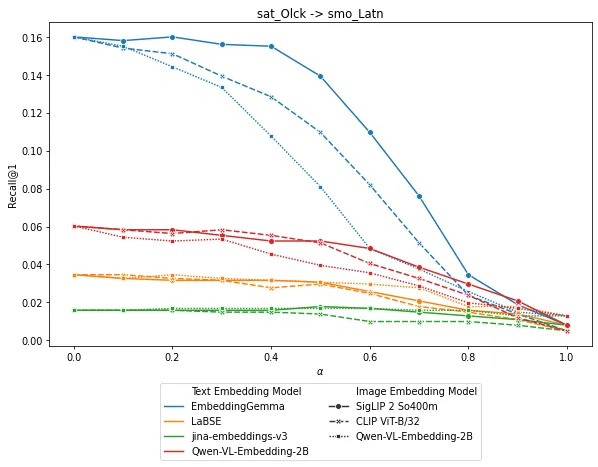 sat_Olck -> smo_Latn
Recall@1
0.16
0.14
0.12
0.10
0.08
0.06
0.04
0.02
0.00
0.0 0.2 0.4 0.6 0.8 1.0
α
Text Embedding Model Image Embedding Model
EmbeddingGemma SigLIP 2 So400m
LaBSE CLIP ViT-B/32
jina-embeddings-v3 Qwen-VL-Embedding-2B
Qwen-VL-Embedding-2B